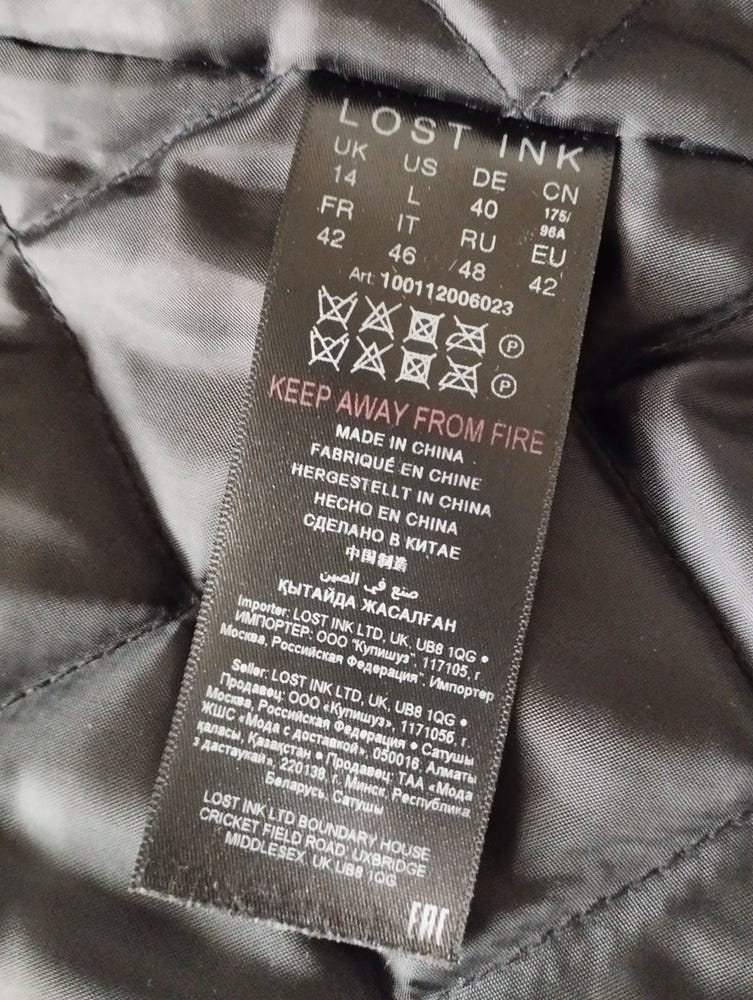 LOST INK
UK US DE CN
14 L 40 175/96A
FR IT RU EU
42 46 48 42
Art: 100112006023
P
P
KEEP AWAY FROM FIRE
MADE IN CHINA
FABRIQUÉ EN CHINE
HERGESTELLT IN CHINA
HECHO EN CHINA
СДЕЛАНО В КИТАЕ
中国制造
صنع في الصين
ҚЫТАЙДА ЖАСАЛҒАН
Importer: LOST INK LTD, UK, UB8 1QG •
ИМПОРТЕР: ООО "Купишуз", 117105, г.
Москва, Российская Федерация". Импортер
Seller: LOST INK LTD, UK, UB8 1QG •
Продавец: ООО «Купишуз», 1171056, г.
Москва, Российская Федерация • Сатушы
ЖШС «Мода с доставкой», 050016, Алматы
қаласы, Қазақстан • Продавец: ТАА «Мода
з дастаукай», 220138, г. Минск, Республика
Беларусь, Сатушы
LOST INK LTD BOUNDARY HOUSE
CRICKET FIELD ROAD, UXBRIDGE
MIDDLESEX, UK UB8 1QG
EAC